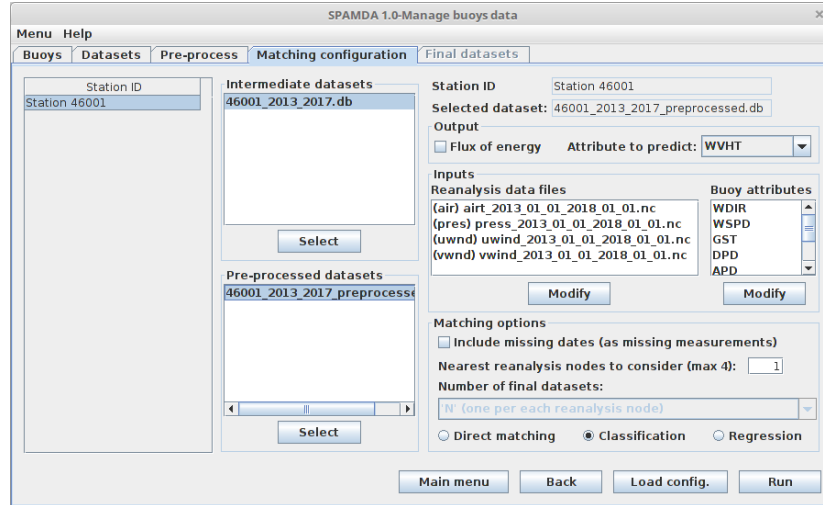 SPAMDA 1.0-Manage buoys data
Menu Help
Buoys Datasets Pre-process Matching configuration Final datasets
Station ID
Station 46001
Intermediate datasets
46001_2013_2017.db
Select
Pre-processed datasets
46001_2013_2017_preprocesse
Select
Station ID Station 46001
Selected dataset: 46001_2013_2017_preprocessed.db
Output
Flux of energy Attribute to predict: WVHT
Inputs
Reanalysis data files
(air) airt_2013_01_01_2018_01_01.nc
(pres) press_2013_01_01_2018_01_01.nc
(uwnd) uwind_2013_01_01_2018_01_01.nc
(vwnd) vwind_2013_01_01_2018_01_01.nc
Modify
Buoy attributes
WDIR
WSPD
GST
DPD
APD
Modify
Matching options
Include missing dates (as missing measurements)
Nearest reanalysis nodes to consider (max 4): 1
Number of final datasets:
'N' (one per each reanalysis node)
Direct matching Classification Regression
Main menu Back Load config. Run